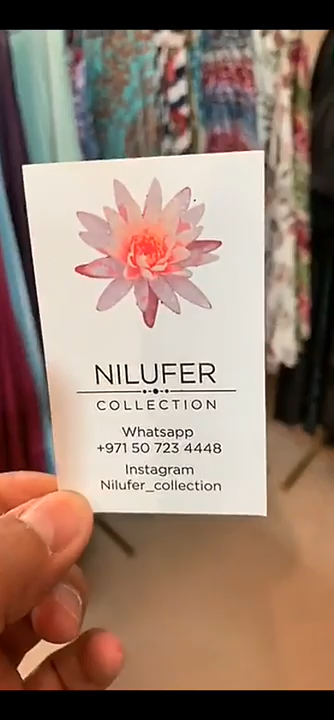 NILUFER
COLLECTION
Whatsapp
+971 50 723 4448
Instagram
Nilufer_collection